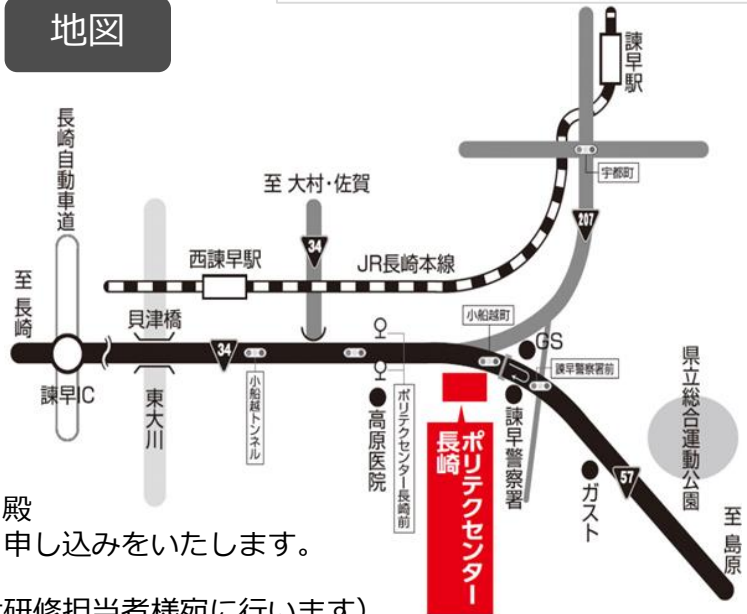 地図
諫早駅
長崎自動車道
宇都町
至 大村・佐賀
207
34
西諫早駅
JR長崎本線
至 長崎
貝津橋
小船越町
GS
34
諫早警察署前
県立総合運動公園
諫早IC
東大川
小船越トンネル
高原医院
ポリテクセンター長崎前
ポリテクセンター
長崎
諫早警察署
ガスト
57
至 島原
殿
申し込みをいたします。
研修担当者様宛に行います)